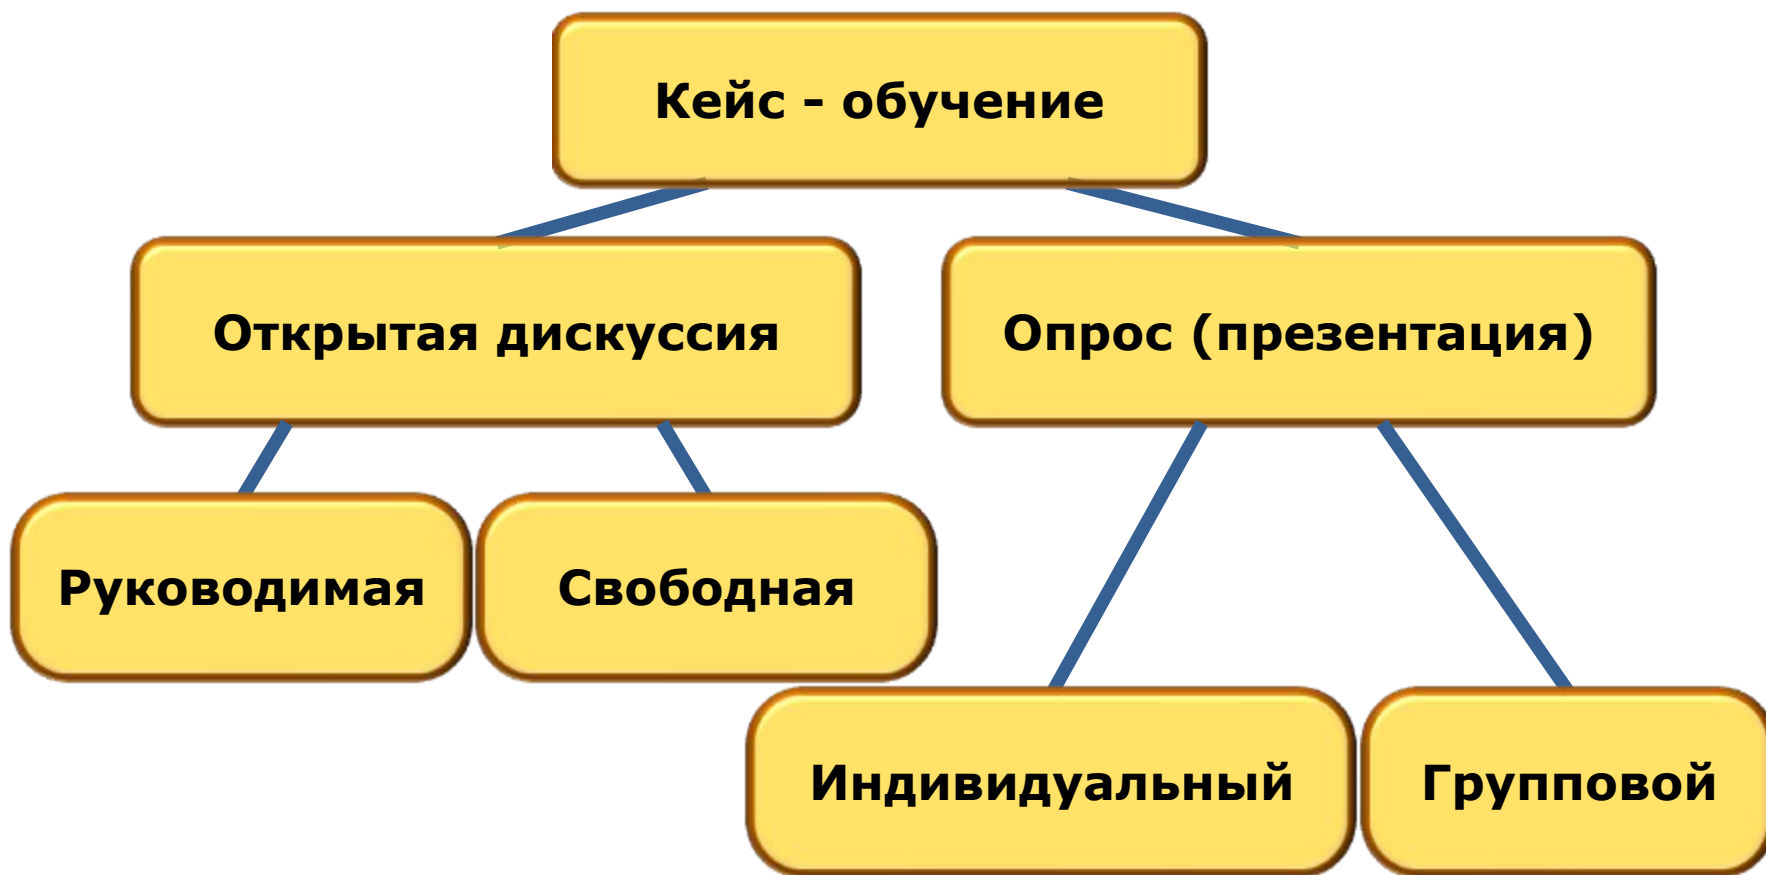 Кейс - обучение
Открытая дискуссия
Опрос (презентация)
Руководимая
Свободная
Индивидуальный
Групповой